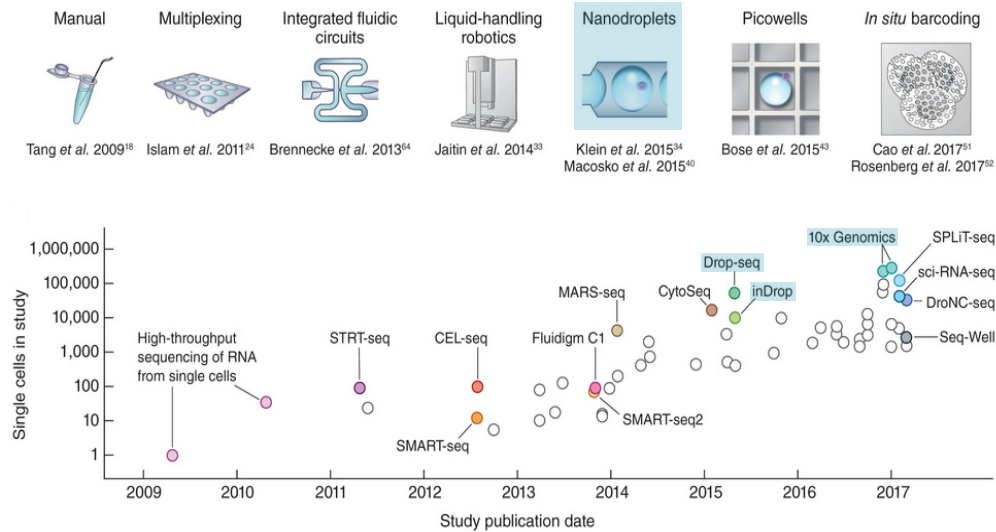 Manual
Multiplexing
Integrated fluidic
circuits
Liquid-handling
robotics
Nanodroplets
Picowells
In situ barcoding
Tang et al. 2009¹⁸
Islam et al. 2011²⁴
Brennecke et al. 2013⁶⁴
Jaitin et al. 2014³³
Klein et al. 2015³⁴
Macosko et al. 2015⁴⁰
Bose et al. 2015⁴³
Cao et al. 2017⁵¹
Rosenberg et al. 2017⁵²
Single cells in study
1,000,000
100,000
10,000
1,000
100
10
1
High-throughput
sequencing of RNA
from single cells
STRT-seq
CEL-seq
SMART-seq
Fluidigm C1
SMART-seq2
MARS-seq
CytoSeq
Drop-seq
inDrop
10x Genomics
SPLiT-seq
sci-RNA-seq
DroNC-seq
Seq-Well
2009
2010
2011
2012
2013
2014
2015
2016
2017
Study publication date